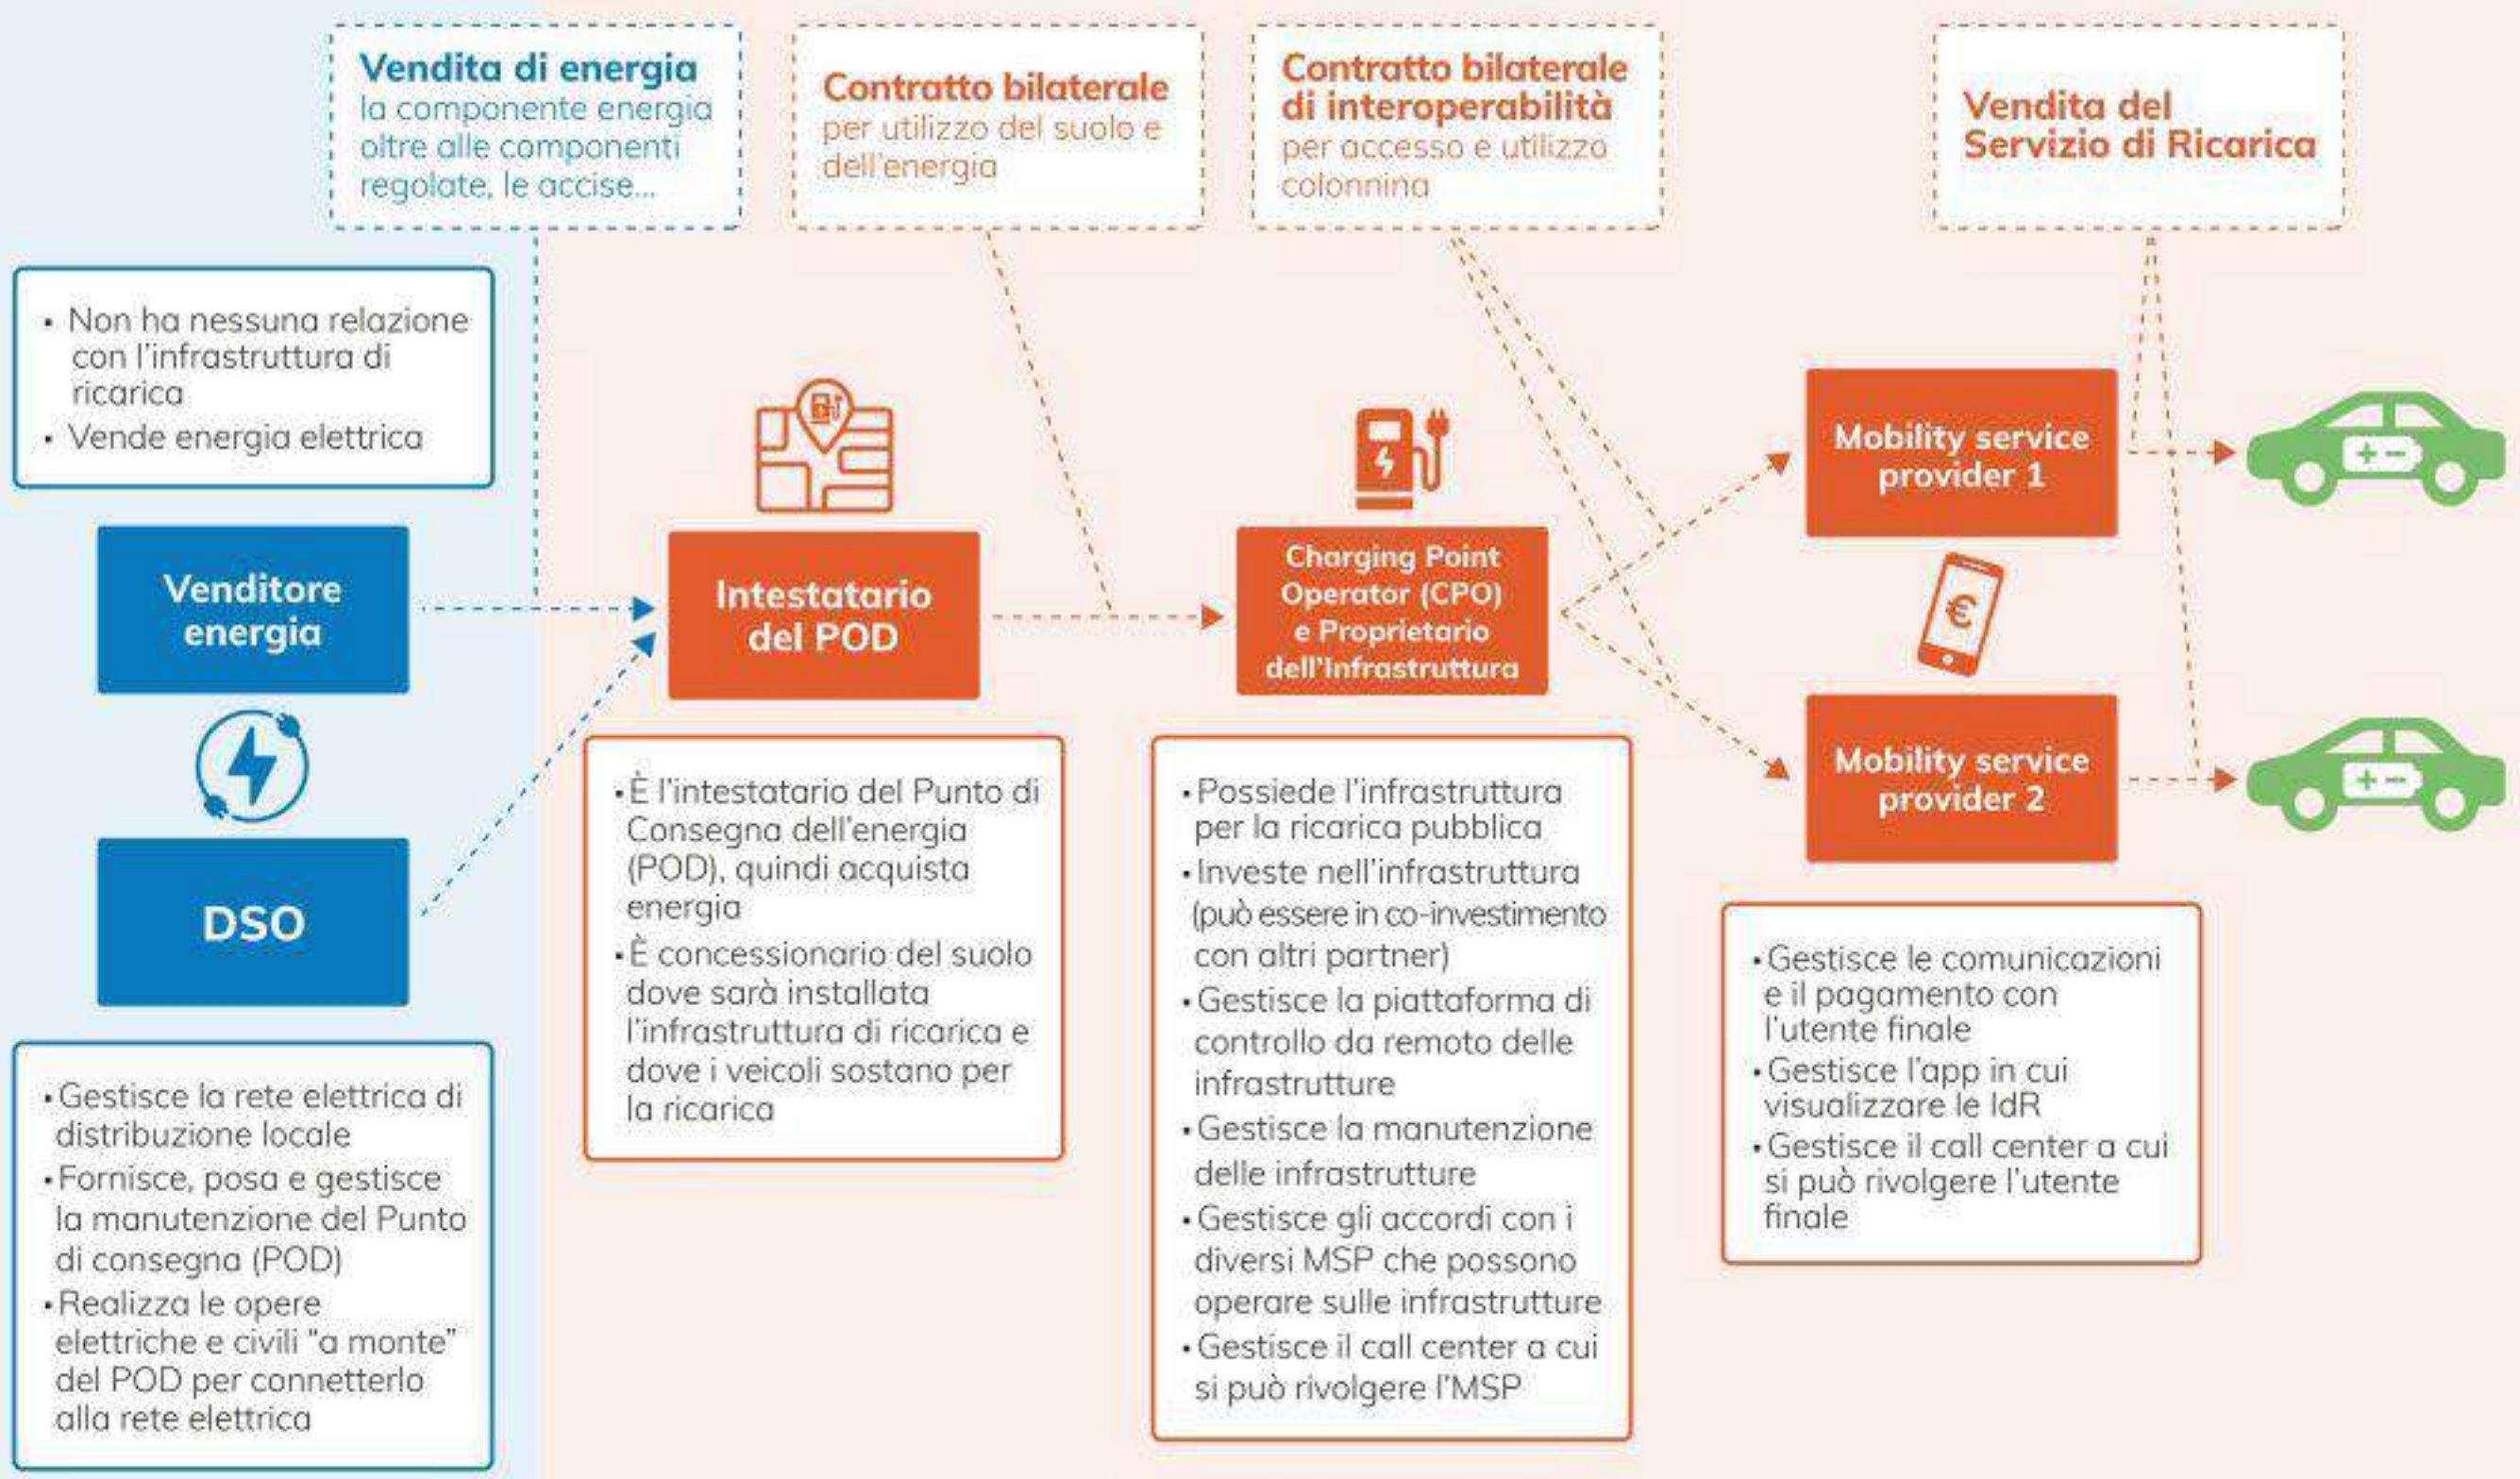 Vendita di energia
la componente energia
oltre alle componenti
regolate, le accise...
Contratto bilaterale
per utilizzo del suolo e
dell'energia
Contratto bilaterale
di interoperabilità
per accesso e utilizzo
colonnina
Vendita del
Servizio di Ricarica
• Non ha nessuna relazione
con l'infrastruttura di
ricarica
• Vende energia elettrica
Venditore
energia
DSO
• Gestisce la rete elettrica di
distribuzione locale
• Fornisce, posa e gestisce
la manutenzione del Punto
di consegna (POD)
• Realizza le opere
elettriche e civili "a monte"
del POD per connetterlo
alla rete elettrica
Intestatario
del POD
• È l'intestatario del Punto di
Consegna dell'energia
(POD), quindi acquista
energia
• È concessionario del suolo
dove sarà installata
l'infrastruttura di ricarica e
dove i veicoli sostano per
la ricarica
Charging Point
Operator (CPO)
e Proprietario
dell'Infrastruttura
• Possiede l'infrastruttura
per la ricarica pubblica
• Investe nell'infrastruttura
(può essere in co-investimento
con altri partner)
• Gestisce la piattaforma di
controllo da remoto delle
infrastrutture
• Gestisce la manutenzione
delle infrastrutture
• Gestisce gli accordi con i
diversi MSP che possono
operare sulle infrastrutture
• Gestisce il call center a cui
si può rivolgere l'MSP
Mobility service
provider 1
€
Mobility service
provider 2
• Gestisce le comunicazioni
e il pagamento con
l'utente finale
• Gestisce l'app in cui
visualizzare le IdR
• Gestisce il call center a cui
si può rivolgere l'utente
finale
+ −
+ −